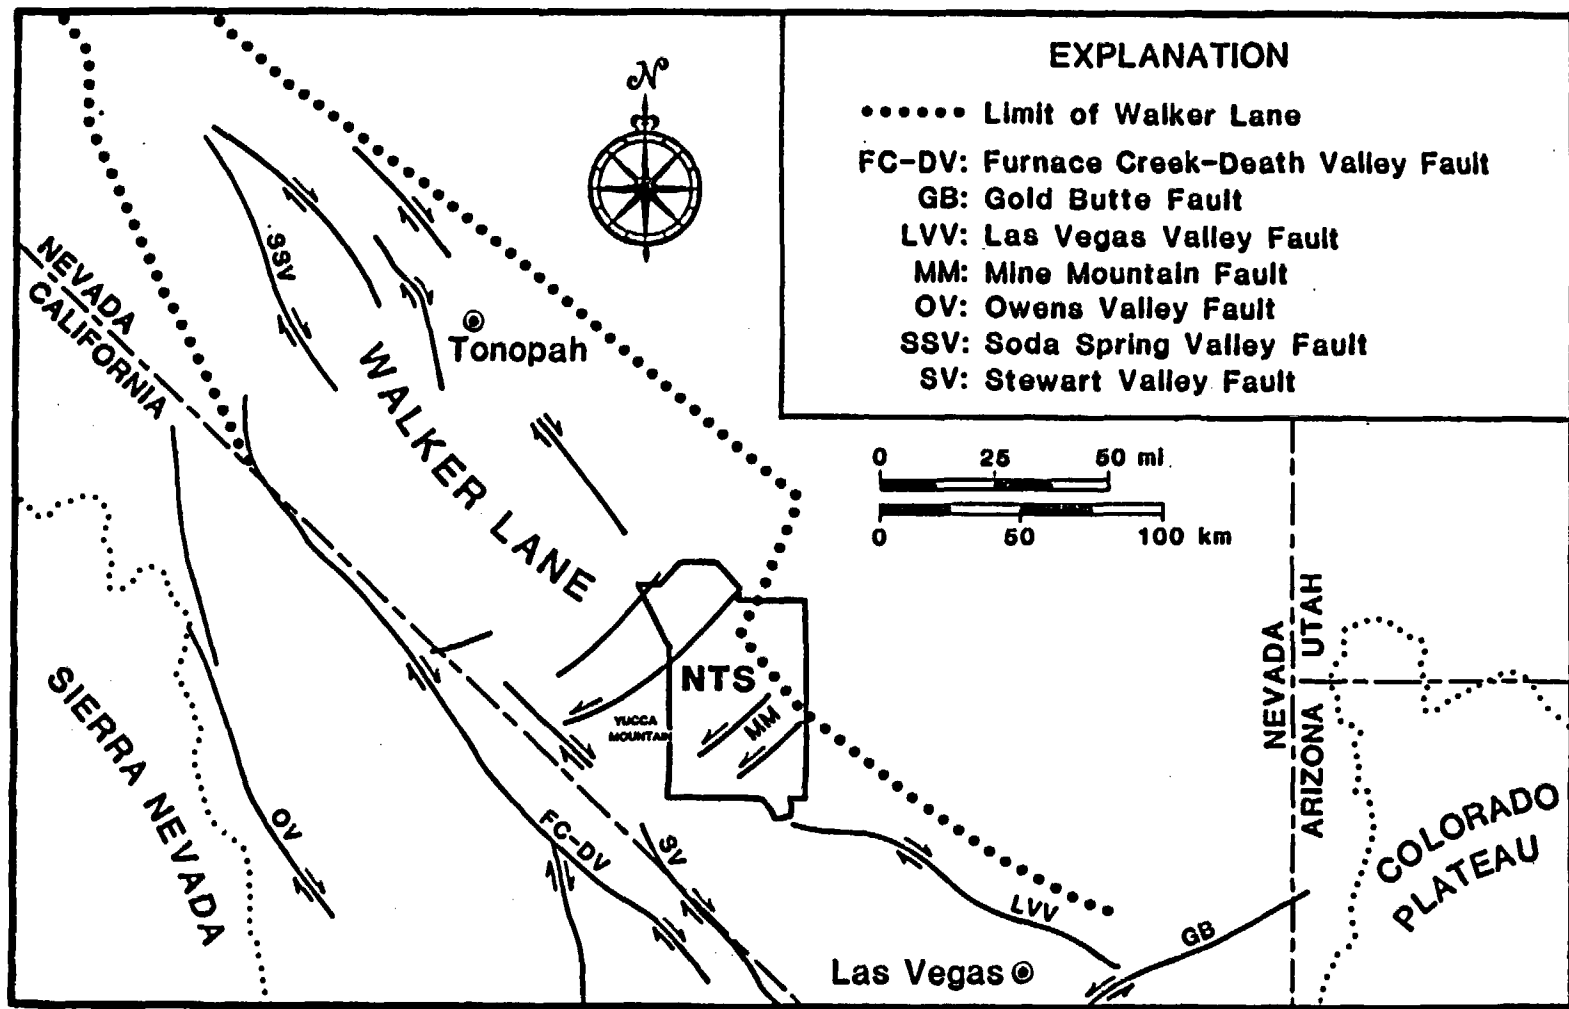 EXPLANATION
Limit of Walker Lane
FC-DV: Furnace Creek-Death Valley Fault
GB: Gold Butte Fault
LVV: Las Vegas Valley Fault
MM: Mine Mountain Fault
OV: Owens Valley Fault
SSV: Soda Spring Valley Fault
SV: Stewart Valley Fault
N
SSV
NEVADA
CALIFORNIA
Tonopah
WALKER LANE
0 25 50 mi
0 50 100 km
NEVADA
UTAH
ARIZONA
NTS
YUCCA
MOUNTAIN
MM
SIERRA NEVADA
OV
FC-DV
SV
LVV
GB
COLORADO
PLATEAU
Las Vegas